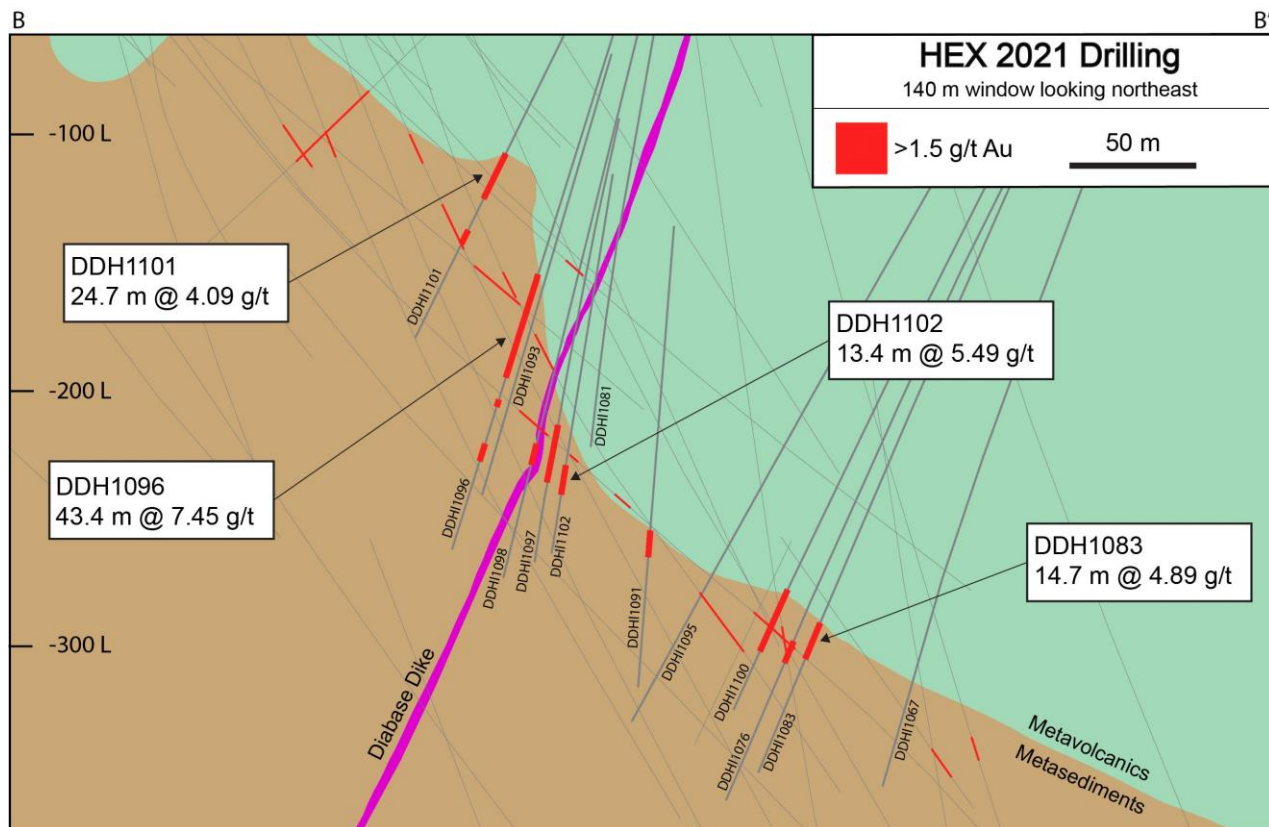 B
B'
HEX 2021 Drilling
140 m window looking northeast
>1.5 g/t Au
50 m
-100 L
-200 L
-300 L
DDH1101
24.7 m @ 4.09 g/t
DDH1096
43.4 m @ 7.45 g/t
DDH1102
13.4 m @ 5.49 g/t
DDH1083
14.7 m @ 4.89 g/t
DDHI1101
DDHI1093
DDHI1081
DDHI1096
DDHI1098
DDHI1097
DDHI1102
DDHI1091
DDHI1095
DDHI1100
DDHI1076
DDHI1083
DDHI1067
Diabase Dike
Metavolcanics
Metasediments